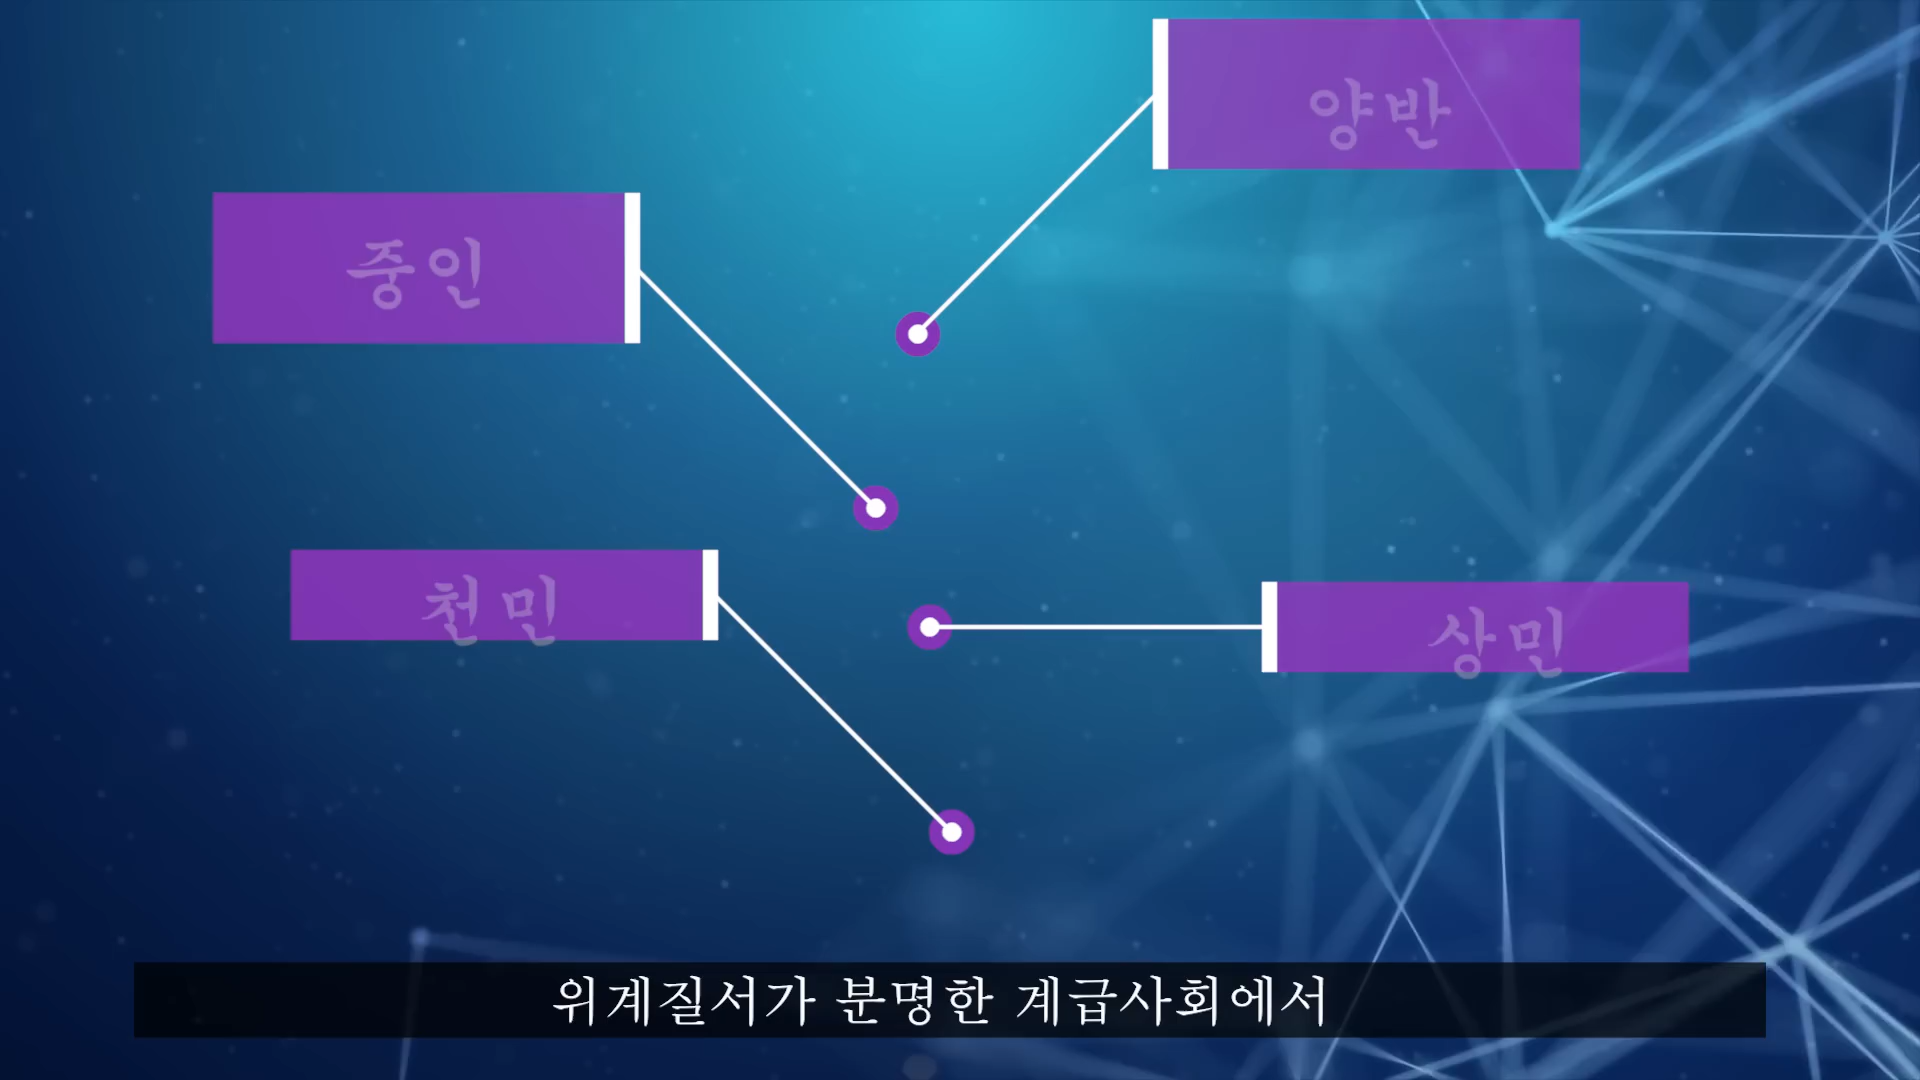 양반
중인
천민
상민
위계질서가 분명한 계급사회에서